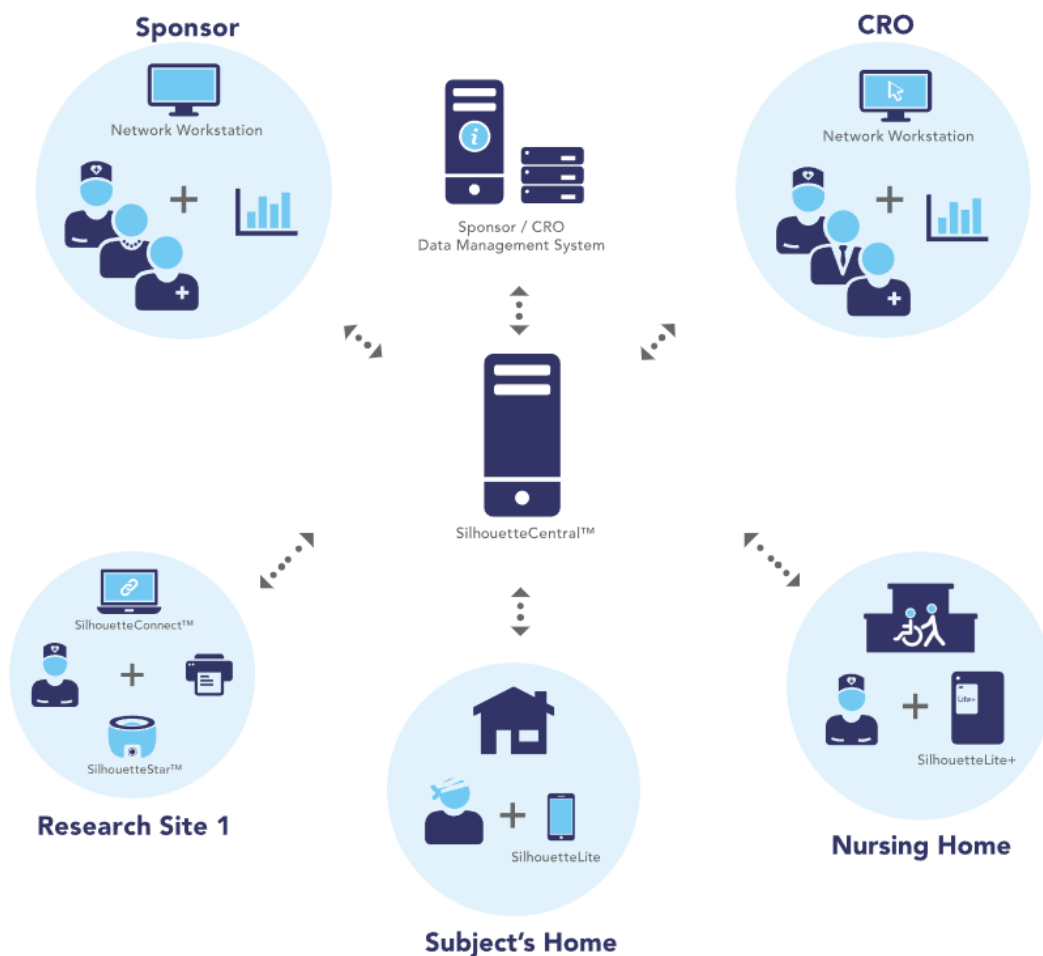 Sponsor
Network Workstation
CRO
Network Workstation
i
Sponsor / CRO
Data Management System
SilhouetteCentral™
SilhouetteConnect™
SilhouetteStar™
Research Site 1
SilhouetteLite
Subject's Home
Lite+
SilhouetteLite+
Nursing Home